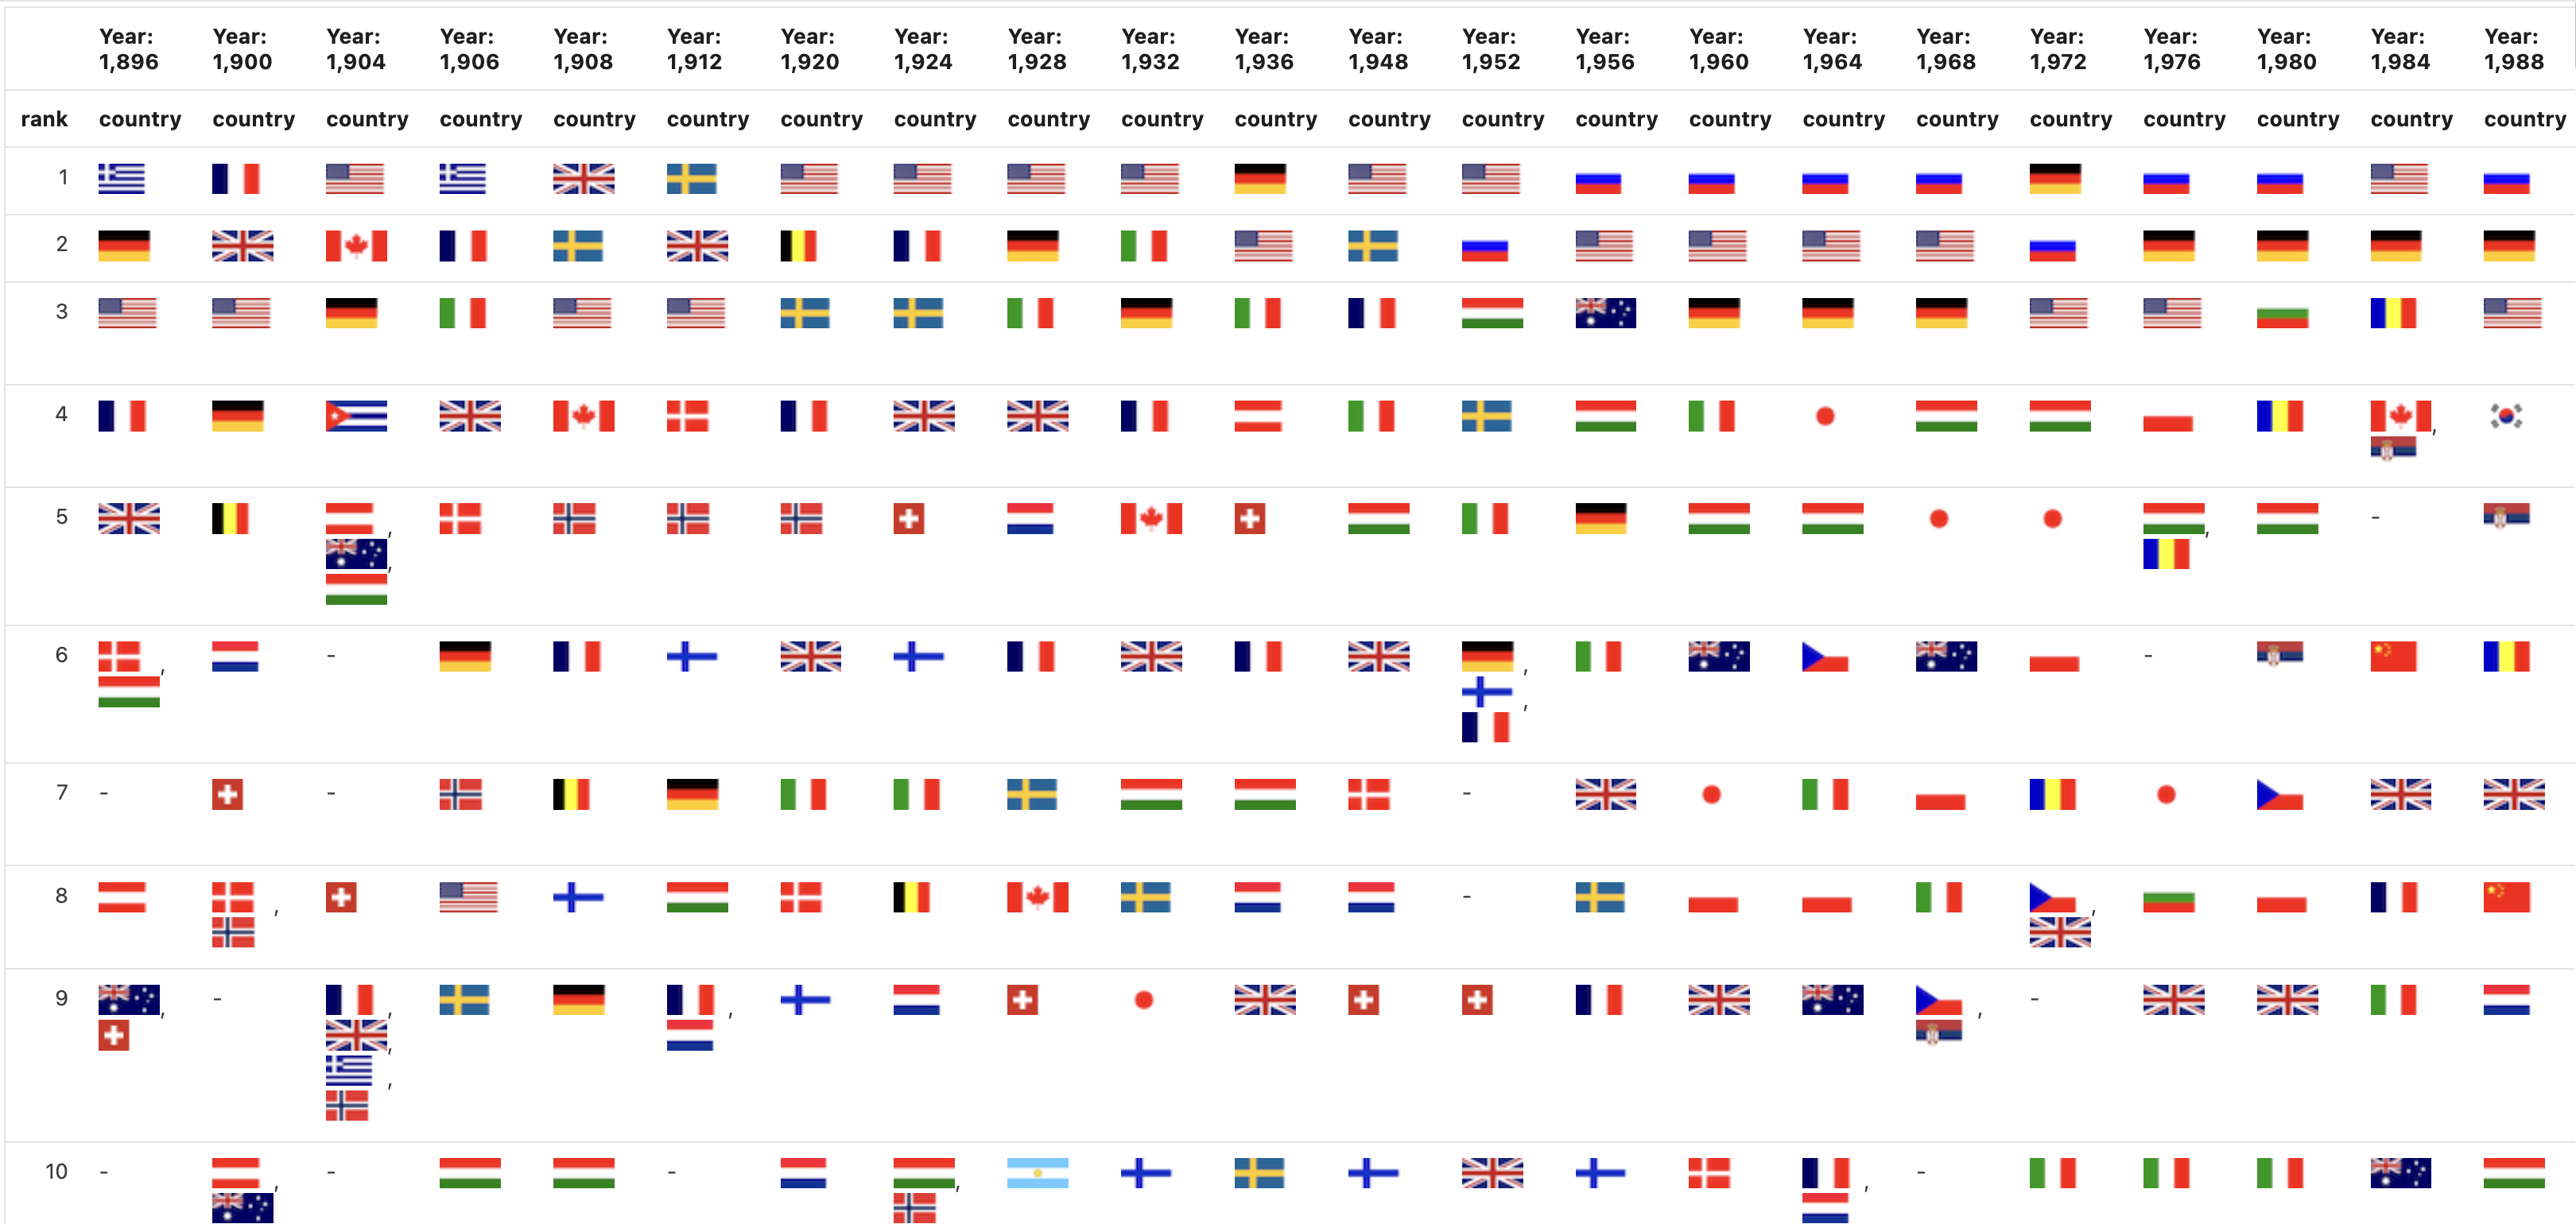 Year: Year: Year: Year: Year: Year: Year: Year: Year: Year: Year: Year: Year: Year: Year: Year: Year: Year: Year: Year: Year: Year:
1,896 1,900 1,904 1,906 1,908 1,912 1,920 1,924 1,928 1,932 1,936 1,948 1,952 1,956 1,960 1,964 1,968 1,972 1,976 1,980 1,984 1,988
rank country country country country country country country country country country country country country country country country country country country country country country
1
2
3
4 ,
5 , , - ,
6 , - , , -
7 - - -
8 , - ,
9 , - , , , , , -
10 - , - - , , -